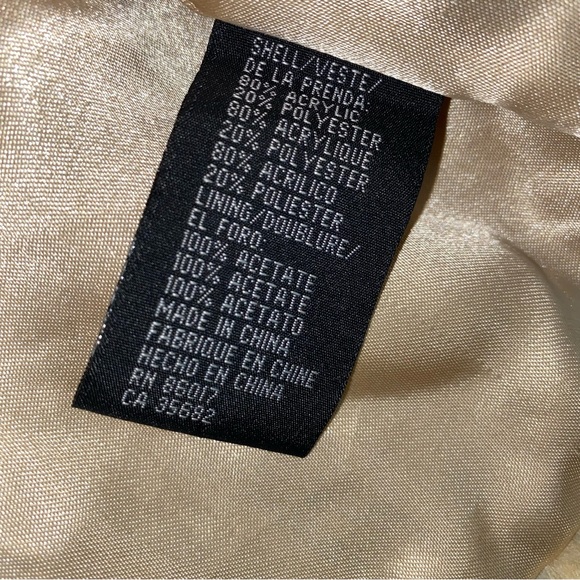 SHELL/VESTE/
DE LA PRENDA:
80% ACRYLIC
20% POLYESTER
80% ACRYLIQUE
20% POLYESTER
80% ACRILICO
20% POLIESTER
LINING/DOUBLURE/
EL FORO:
100% ACETATE
100% ACETATE
100% ACETATO
MADE IN CHINA
FABRIQUE EN CHINE
HECHO EN CHINA
RN 86017
CA 35682